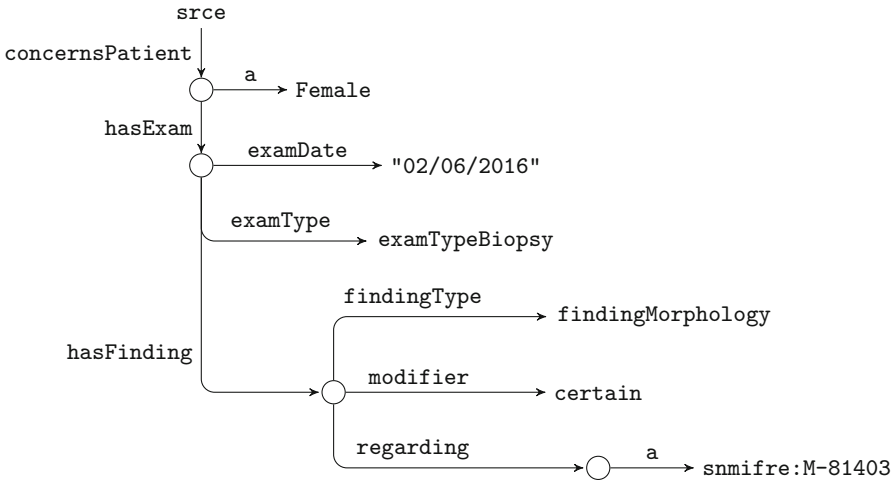 srce
concernsPatient
a
Female
hasExam
examDate
"02/06/2016"
examType
examTypeBiopsy
findingType
findingMorphology
hasFinding
modifier
certain
regarding
a
snmifre:M-81403